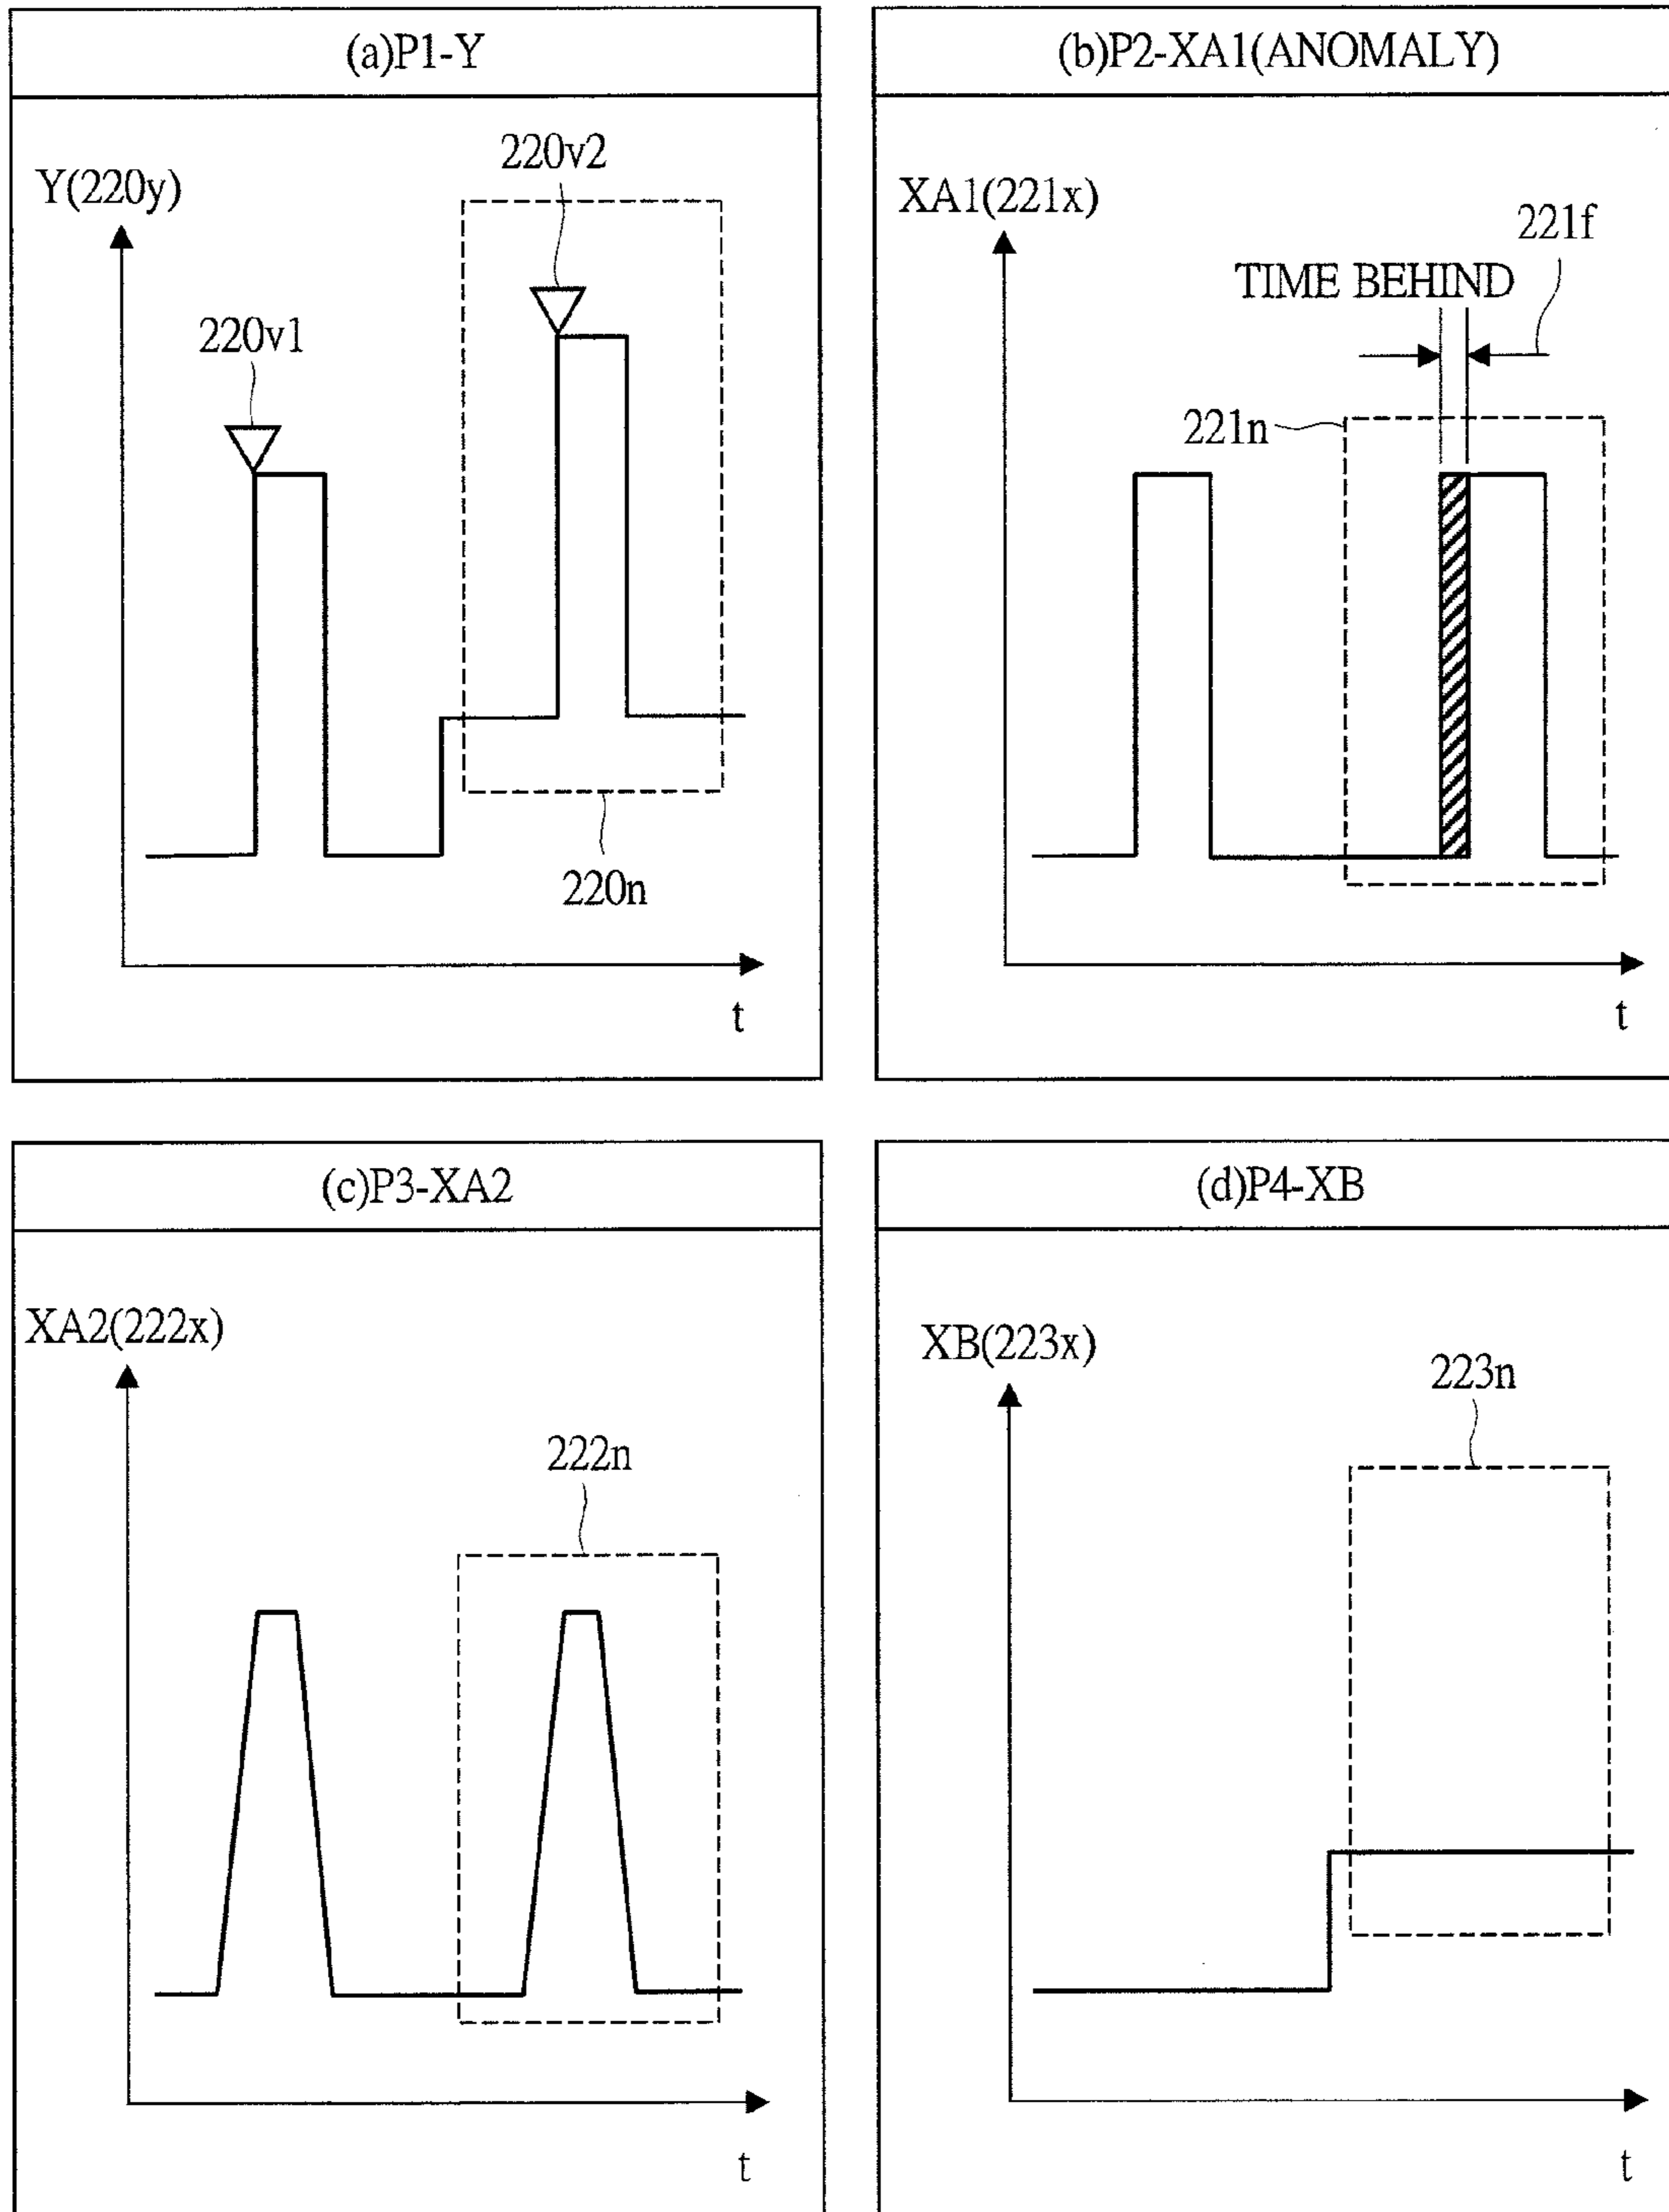 (a)P1-Y
Y(220y)
220v1
220v2
220n
t
(b)P2-XA1(ANOMALY)
XA1(221x)
221f
TIME BEHIND
221n
t
(c)P3-XA2
XA2(222x)
222n
t
(d)P4-XB
XB(223x)
223n
t